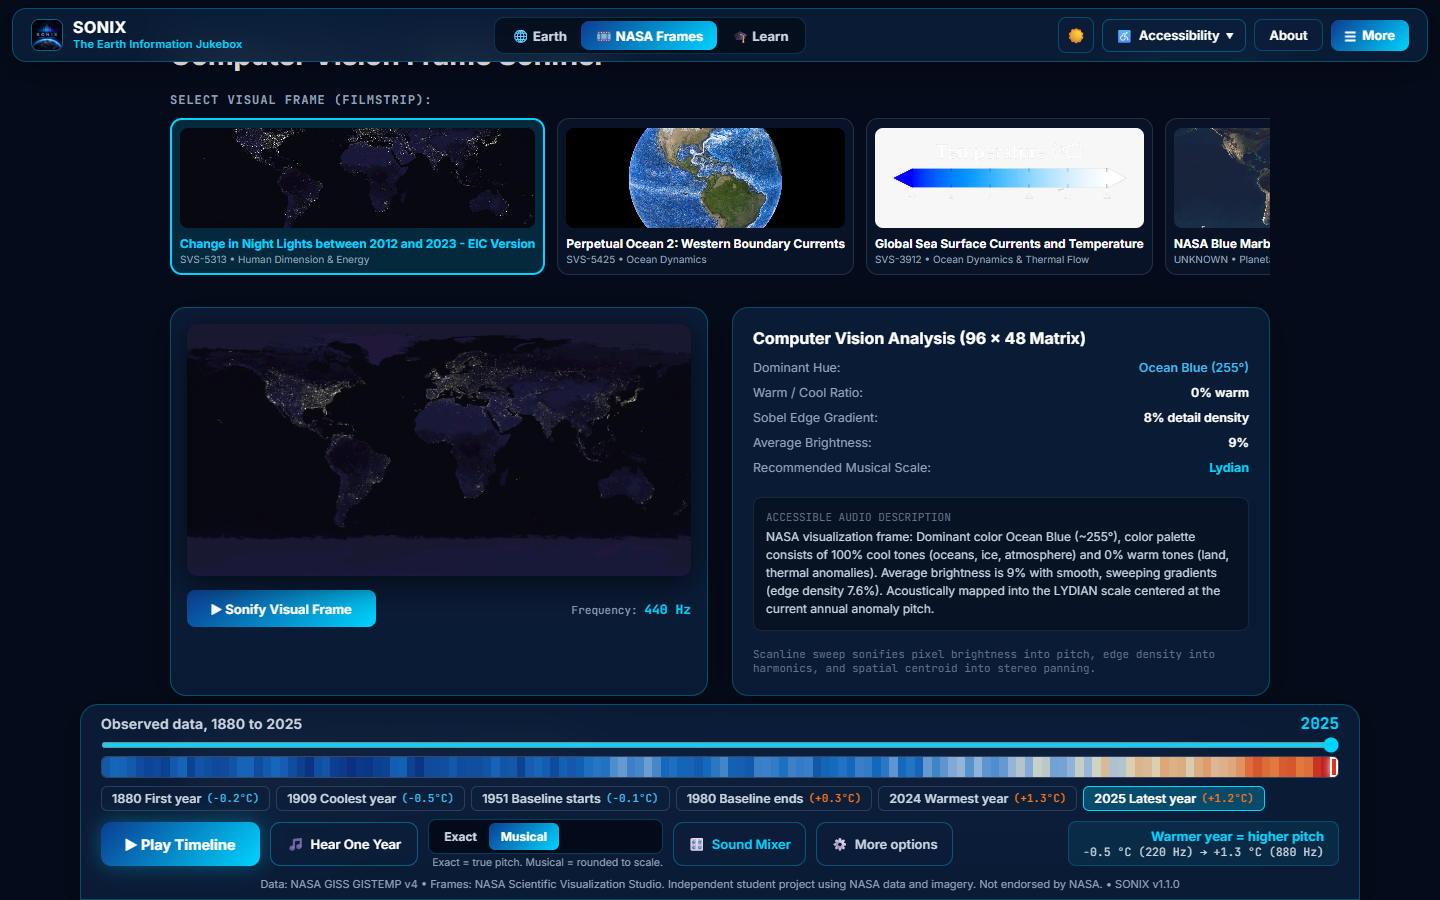 SONIX
The Earth Information Jukebox
Earth
NASA Frames
Learn
Accessibility ▼
About
☰ More
Computer Vision Frame Sonifier
SELECT VISUAL FRAME (FILMSTRIP):
Temperature (°C)
Change in Night Lights between 2012 and 2023 - EIC Version
SVS-5313 • Human Dimension & Energy
Perpetual Ocean 2: Western Boundary Currents
SVS-5425 • Ocean Dynamics
Global Sea Surface Currents and Temperature
SVS-3912 • Ocean Dynamics & Thermal Flow
NASA Blue Marb
UNKNOWN • Planet
▶ Sonify Visual Frame
Frequency: 440 Hz
Computer Vision Analysis (96 × 48 Matrix)
Dominant Hue: Ocean Blue (255°)
Warm / Cool Ratio: 0% warm
Sobel Edge Gradient: 8% detail density
Average Brightness: 9%
Recommended Musical Scale: Lydian
ACCESSIBLE AUDIO DESCRIPTION
NASA visualization frame: Dominant color Ocean Blue (~255°), color palette
consists of 100% cool tones (oceans, ice, atmosphere) and 0% warm tones (land,
thermal anomalies). Average brightness is 9% with smooth, sweeping gradients
(edge density 7.6%). Acoustically mapped into the LYDIAN scale centered at the
current annual anomaly pitch.
Scanline sweep sonifies pixel brightness into pitch, edge density into
harmonics, and spatial centroid into stereo panning.
Observed data, 1880 to 2025
2025
1880 First year (-0.2°C)
1909 Coolest year (-0.5°C)
1951 Baseline starts (-0.1°C)
1980 Baseline ends (+0.3°C)
2024 Warmest year (+1.3°C)
2025 Latest year (+1.2°C)
▶ Play Timeline
Hear One Year
Exact
Musical
Exact = true pitch. Musical = rounded to scale.
Sound Mixer
More options
Warmer year = higher pitch
-0.5 °C (220 Hz) → +1.3 °C (880 Hz)
Data: NASA GISS GISTEMP v4 • Frames: NASA Scientific Visualization Studio. Independent student project using NASA data and imagery. Not endorsed by NASA. • SONIX v1.1.0